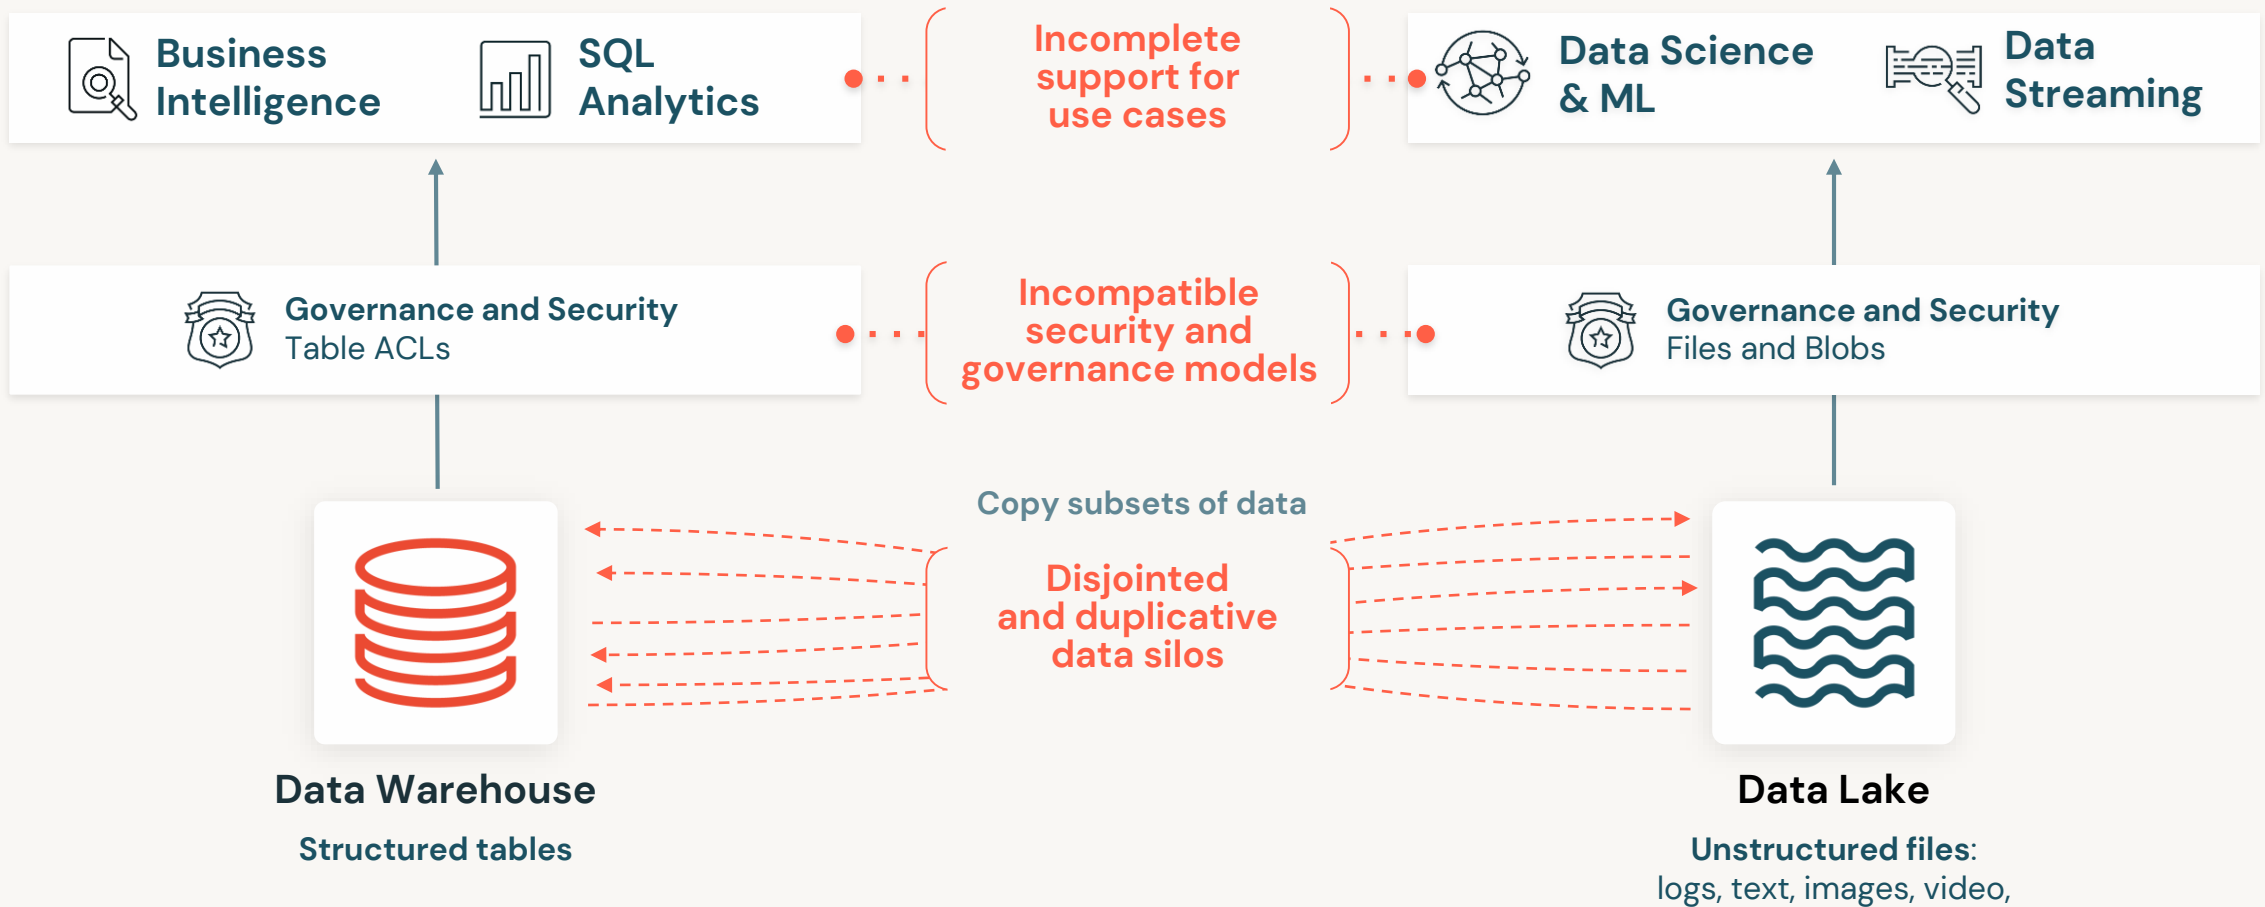 Business
Intelligence
SQL
Analytics
Incomplete
support for
use cases
Data Science
& ML
Data
Streaming
Governance and Security
Table ACLs
Incompatible
security and
governance models
Governance and Security
Files and Blobs
Copy subsets of data
Disjointed
and duplicative
data silos
Data Warehouse
Structured tables
Data Lake
Unstructured files:
logs, text, images, video,